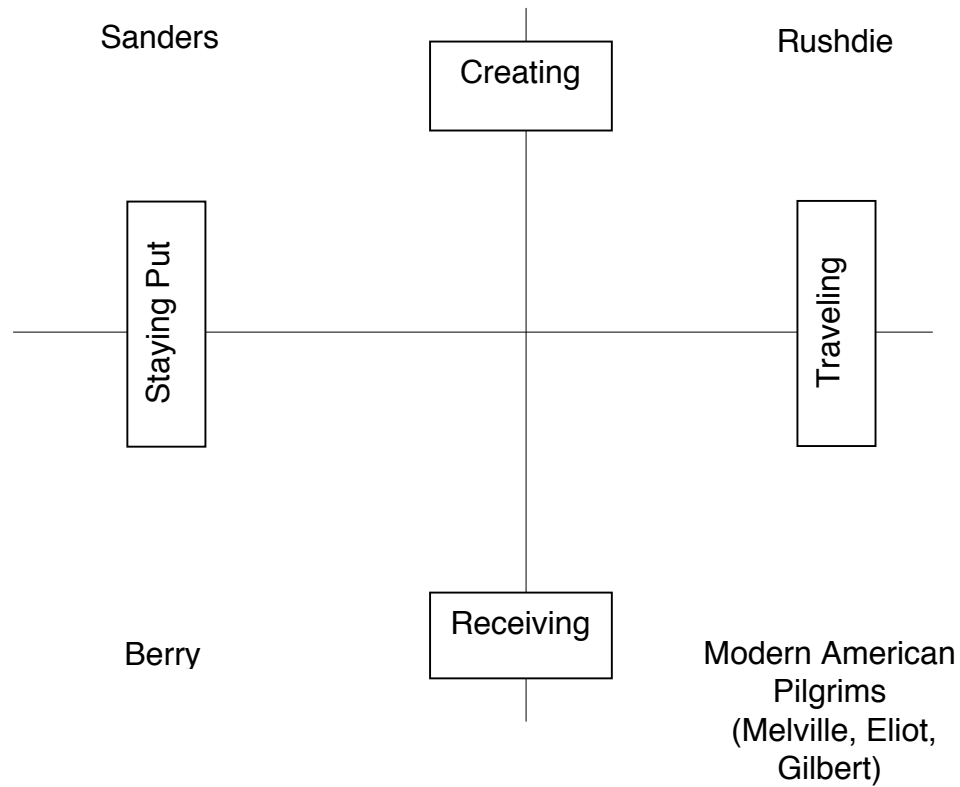 Sanders
Rushdie
Creating
Staying Put
Traveling
Receiving
Berry
Modern American
Pilgrims
(Melville, Eliot,
Gilbert)